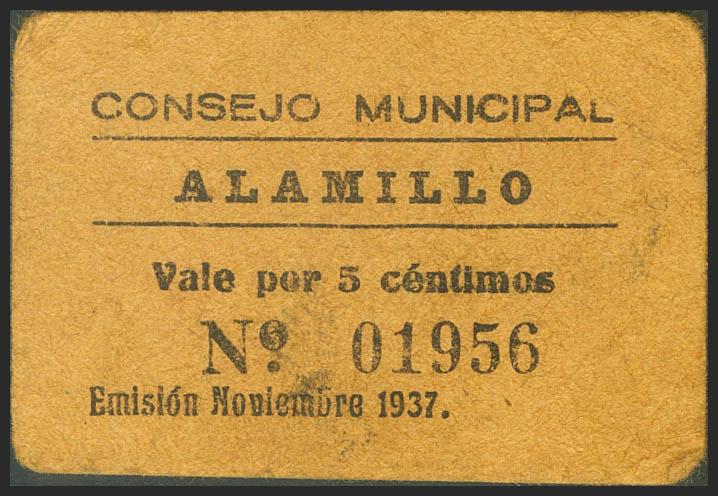 CONSEJO MUNICIPAL
ALAMILLO
Vale por 5 céntimos
Nº. 01956
Emisión Noviembre 1937.